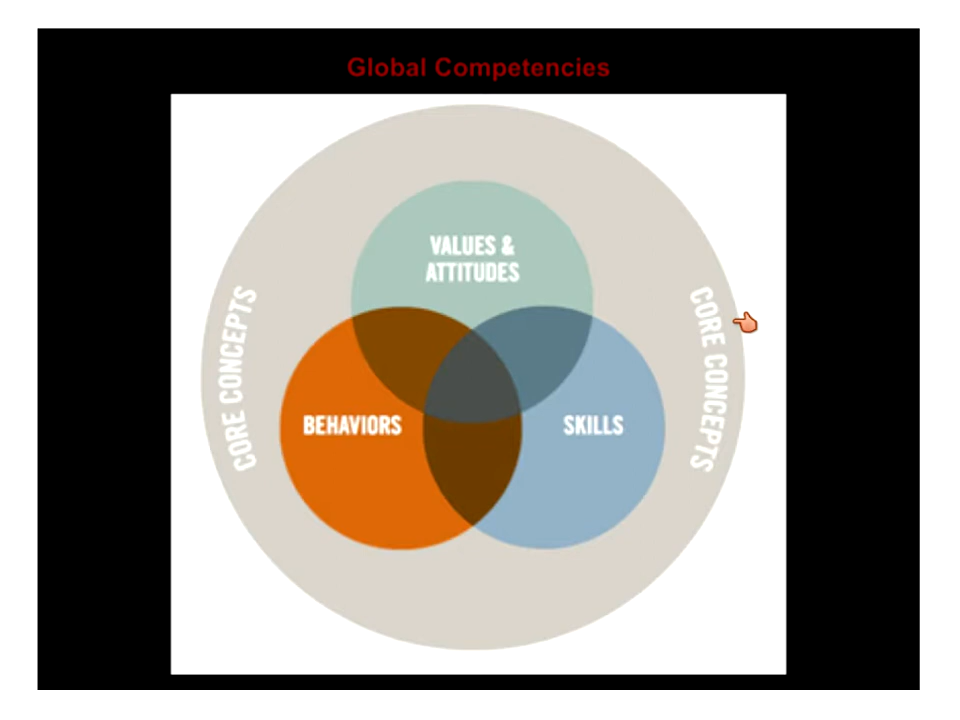 Global Competencies
VALUES &
ATTITUDES
CORE CONCEPTS
CORE CONCEPTS
BEHAVIORS
SKILLS